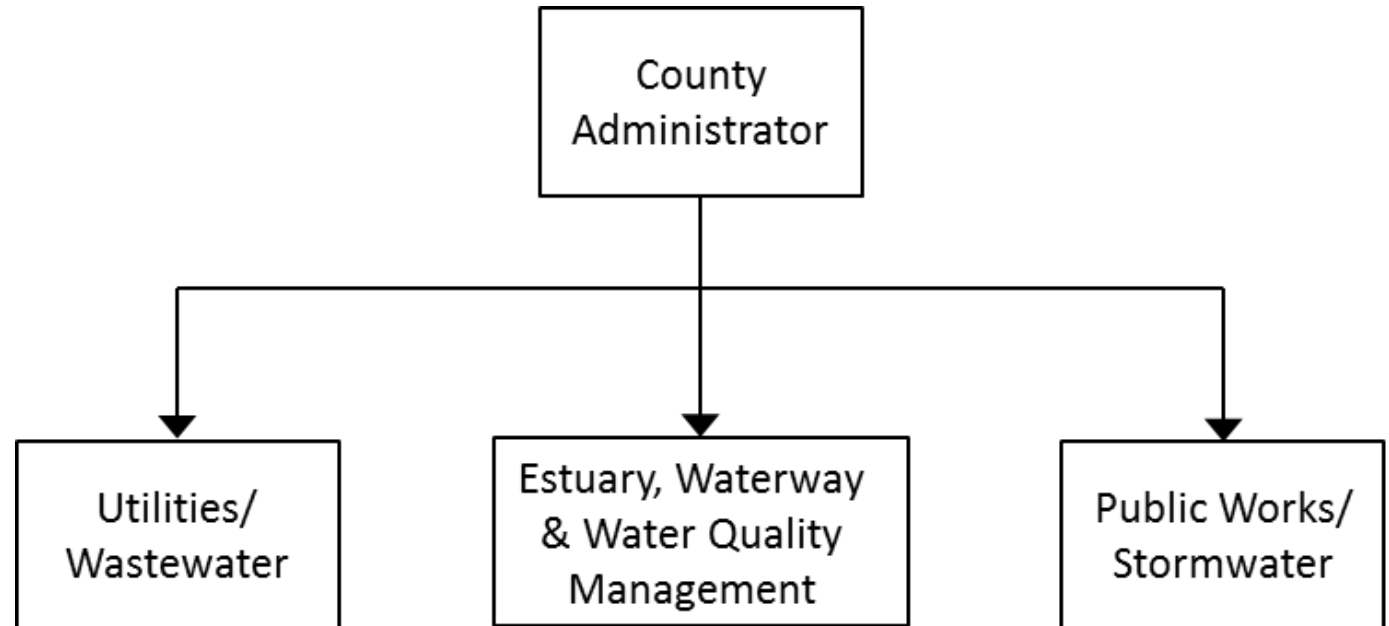 County
Administrator
Utilities/
Wastewater
Estuary, Waterway
& Water Quality
Management
Public Works/
Stormwater